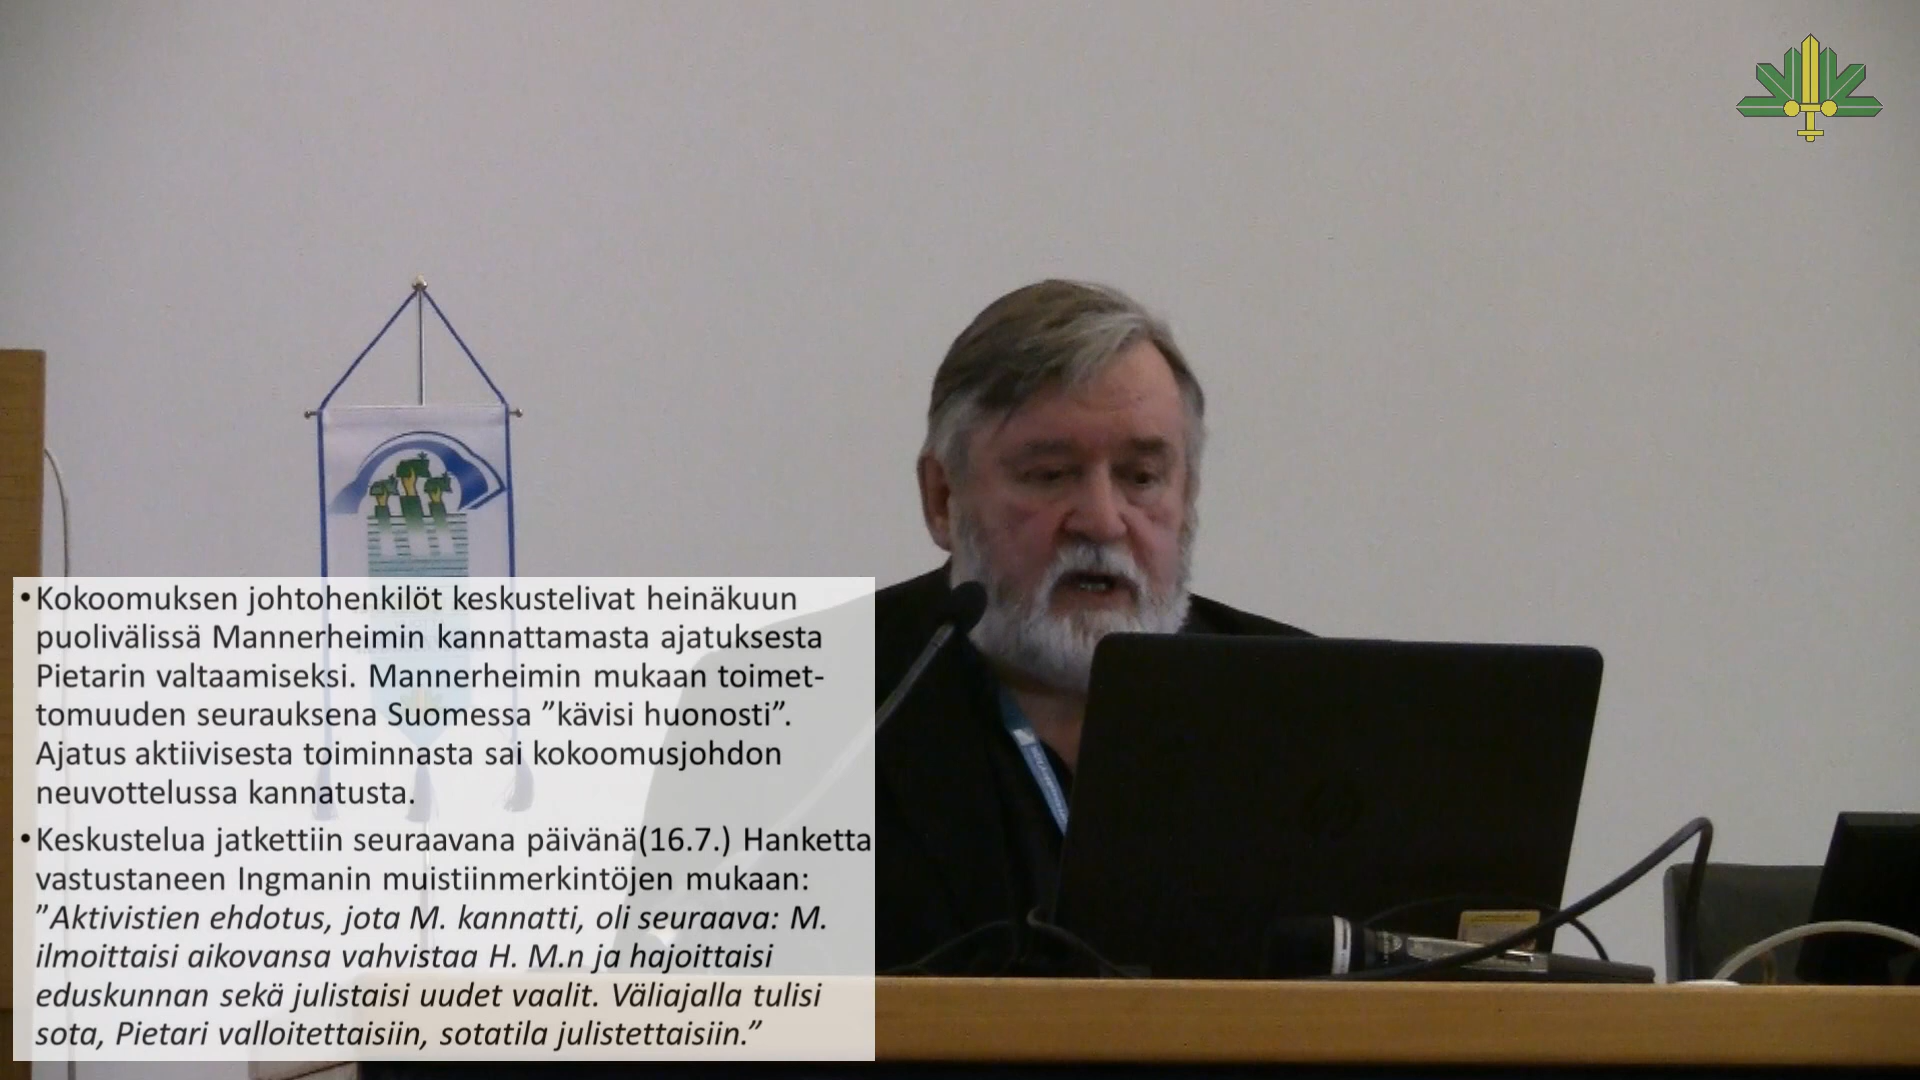 •Kokoomuksen johtohenkilöt keskustelivat heinäkuun
puolivälissä Mannerheimin kannattamasta ajatuksesta
Pietarin valtaamiseksi. Mannerheimin mukaan toimet-
tomuuden seurauksena Suomessa ”kävisi huonosti”.
Ajatus aktiivisesta toiminnasta sai kokoomusjohdon
neuvottelussa kannatusta.
•Keskustelua jatkettiin seuraavana päivänä(16.7.) Hanketta
vastustaneen Ingmanin muistiinmerkintöjen mukaan:
”Aktivistien ehdotus, jota M. kannatti, oli seuraava: M.
ilmoittaisi aikovansa vahvistaa H. M.n ja hajoittaisi
eduskunnan sekä julistaisi uudet vaalit. Väliajalla tulisi
sota, Pietari valloitettaisiin, sotatila julistettaisiin.”